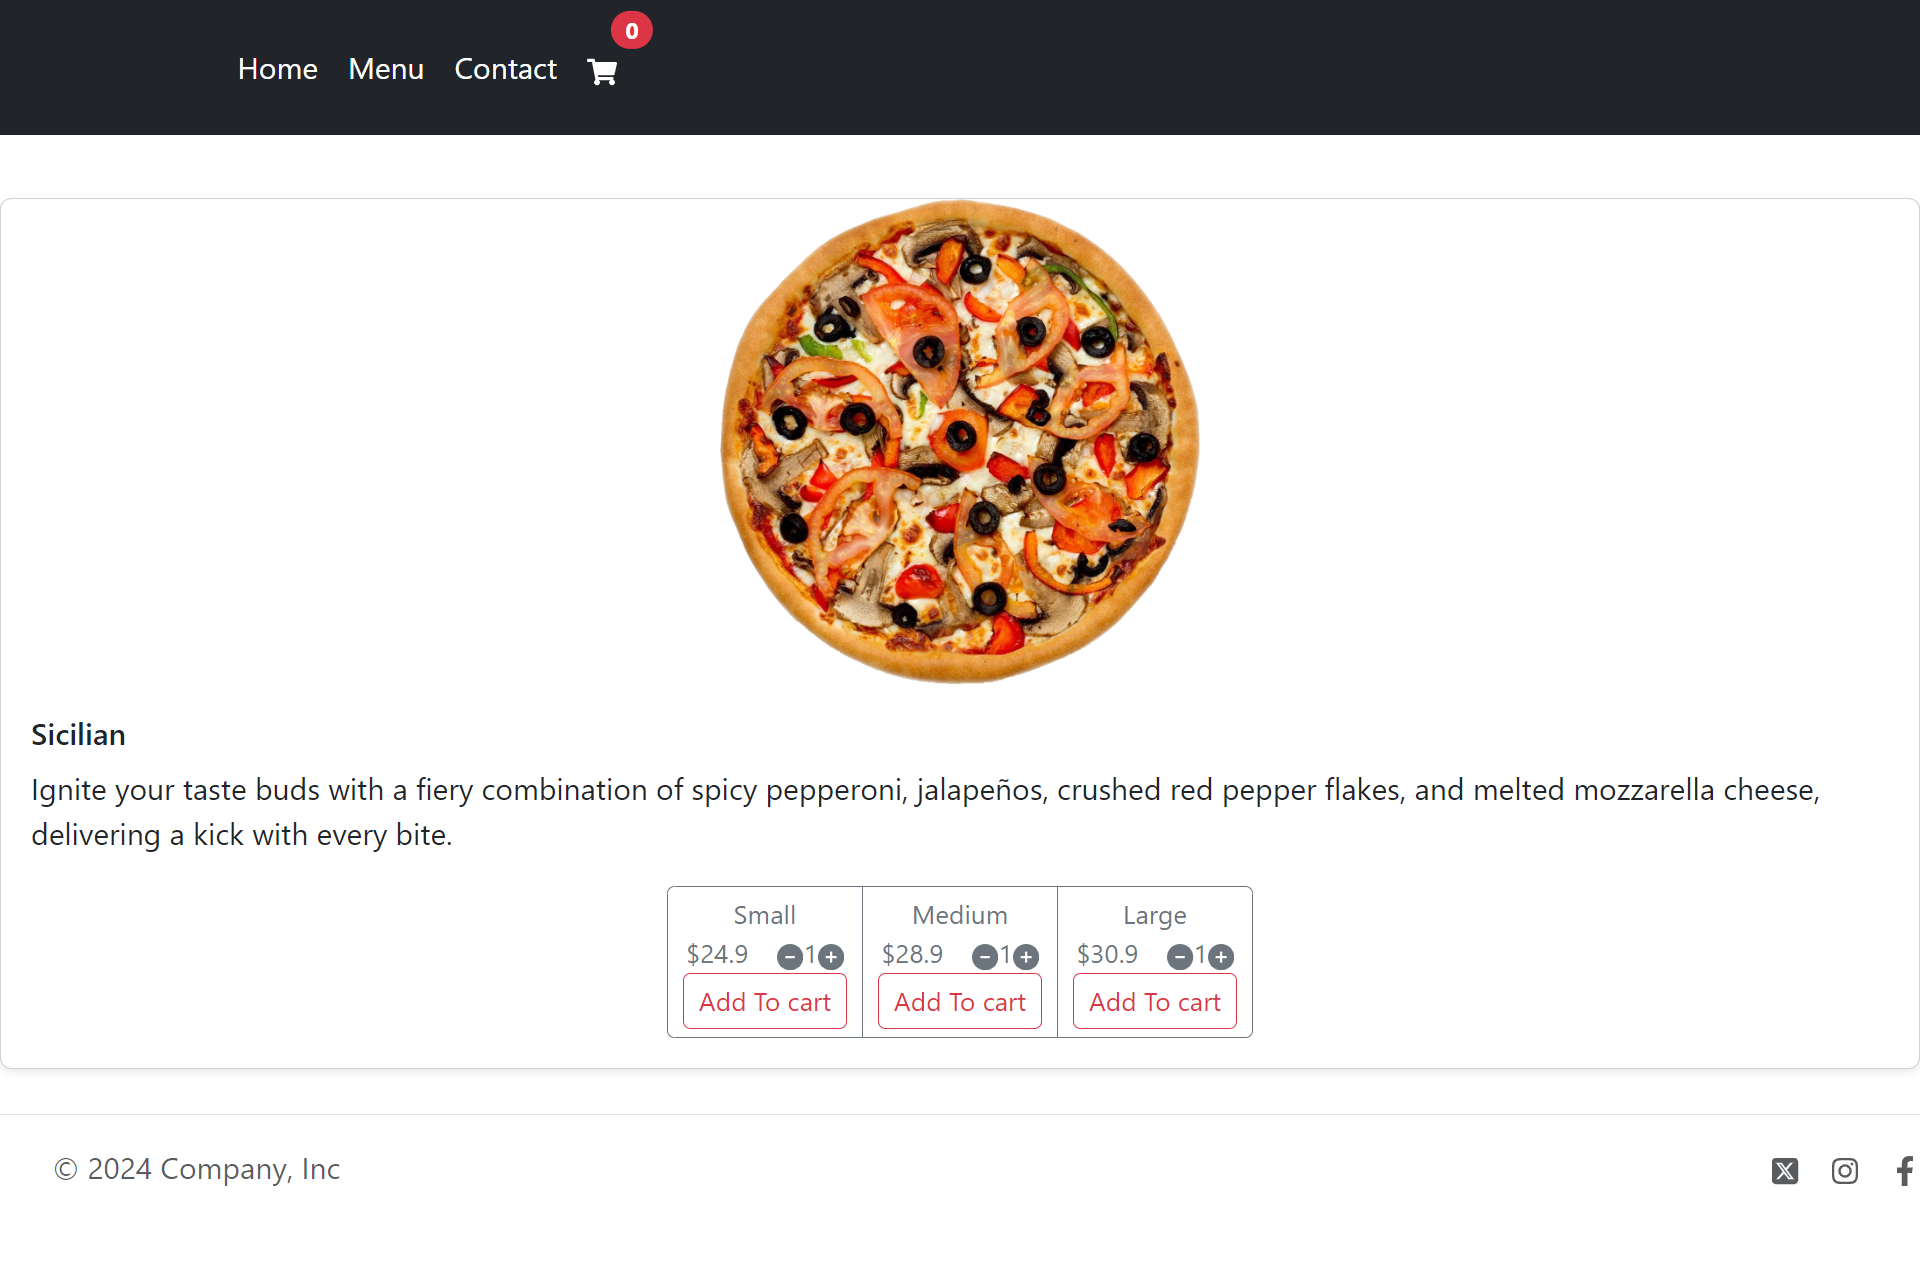 0
Home Menu Contact
Sicilian
Ignite your taste buds with a fiery combination of spicy pepperoni, jalapeños, crushed red pepper flakes, and melted mozzarella cheese,
delivering a kick with every bite.
Small Medium Large
$24.9 1 $28.9 1 $30.9 1
Add To cart Add To cart Add To cart
© 2024 Company, Inc